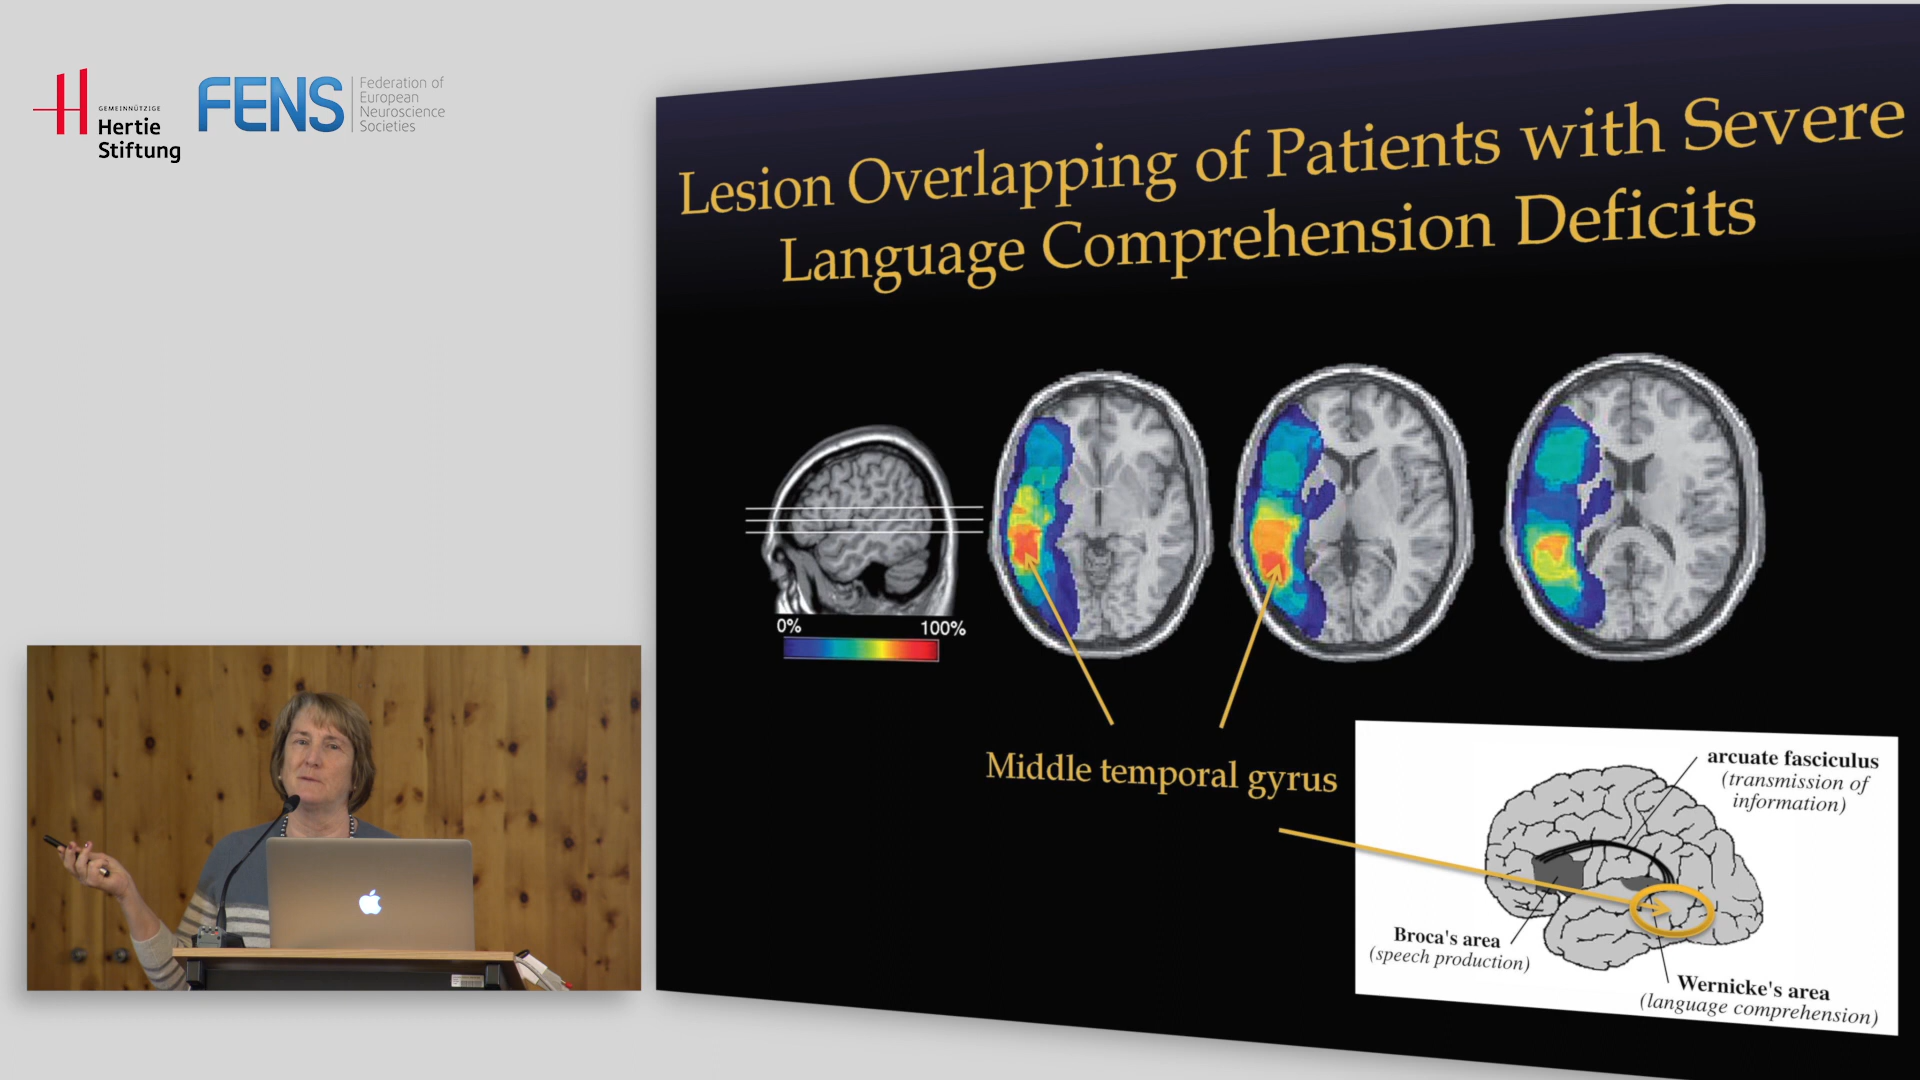 GEMEINNÜTZIGE
Hertie
Stiftung
FENS
Federation of
European
Neuroscience
Societies
Lesion Overlapping of Patients with Severe
Language Comprehension Deficits
0%
100%
Middle temporal gyrus
arcuate fasciculus
(transmission of
information)
Broca's area
(speech production)
Wernicke's area
(language comprehension)